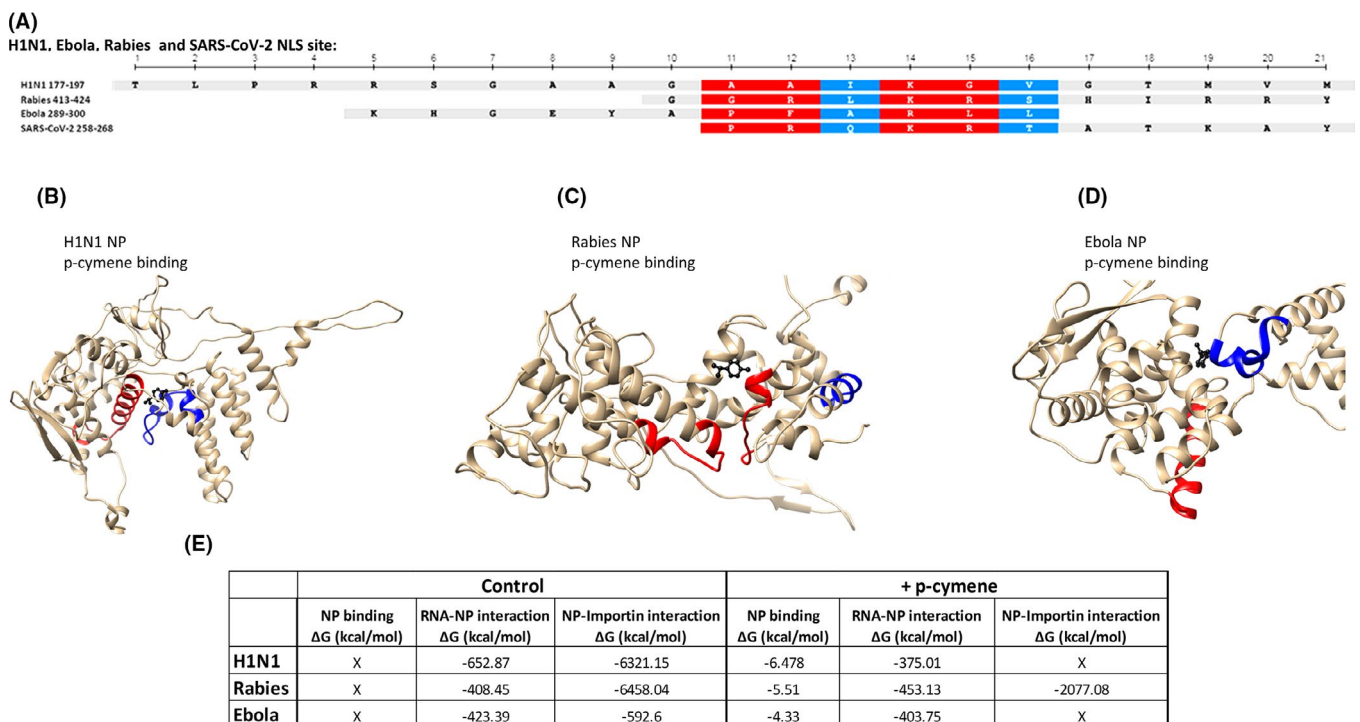 (A)
H1N1, Ebola, Rabies and SARS-CoV-2 NLS site:
1 2 3 4 5 6 7 8 9 10 11 12 13 14 15 16 17 18 19 20 21
H1N1 177-197 T L P R R S G A A G A A I K G V G T M V M
Rabies 413-424 G G R L K R S H I R R Y
Ebola 289-300 K H G E Y A P F A R L L
SARS-CoV-2 258-268 P R Q K R T A T K A Y
(B)
H1N1 NP
p-cymene binding
(C)
Rabies NP
p-cymene binding
(D)
Ebola NP
p-cymene binding
(E)
Control + p-cymene
NP binding RNA-NP interaction NP-Importin interaction NP binding RNA-NP interaction NP-Importin interaction
ΔG (kcal/mol) ΔG (kcal/mol) ΔG (kcal/mol) ΔG (kcal/mol) ΔG (kcal/mol) ΔG (kcal/mol)
H1N1 X -652.87 -6321.15 -6.478 -375.01 X
Rabies X -408.45 -6458.04 -5.51 -453.13 -2077.08
Ebola X -423.39 -592.6 -4.33 -403.75 X